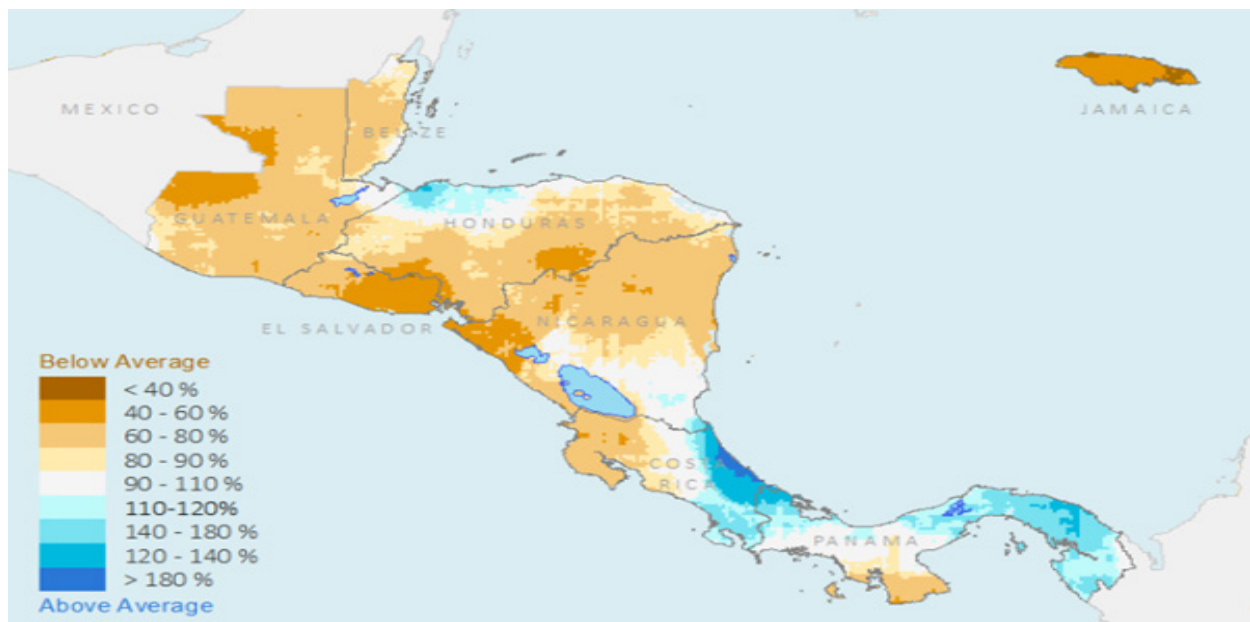 MEXICO
JAMAICA
BELIZE
GUATEMALA
HONDURAS
EL SALVADOR
NICARAGUA
COSTA
RICA
PANAMA
Below Average
< 40 %
40 - 60 %
60 - 80 %
80 - 90 %
90 - 110 %
110-120%
140 - 180 %
120 - 140 %
> 180 %
Above Average